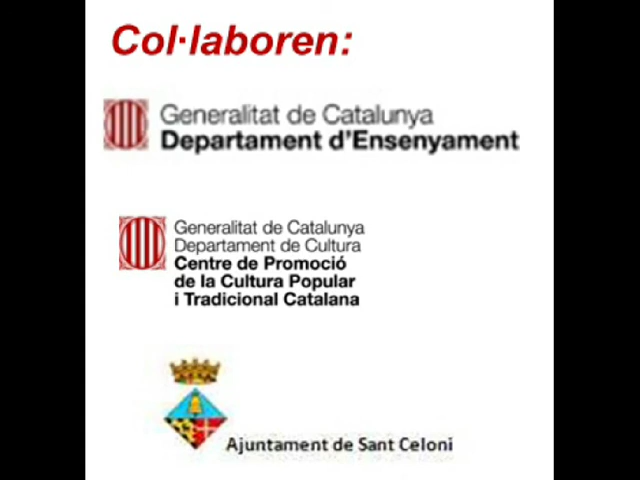 Col·laboren:
Generalitat de Catalunya
Departament d'Ensenyament
Generalitat de Catalunya
Departament de Cultura
Centre de Promoció
de la Cultura Popular
i Tradicional Catalana
Ajuntament de Sant Celoni